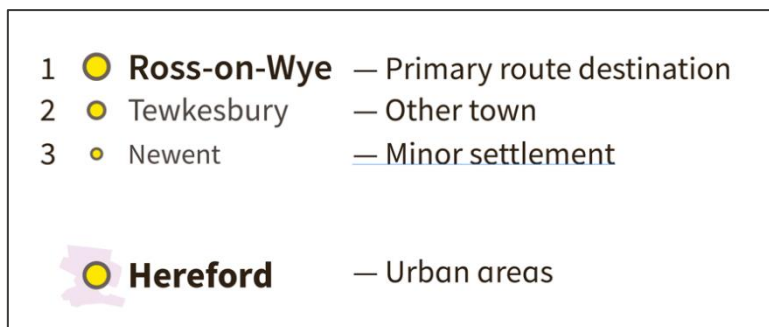 1 Ross-on-Wye — Primary route destination
2 Tewkesbury — Other town
3 Newent — Minor settlement
Hereford — Urban areas